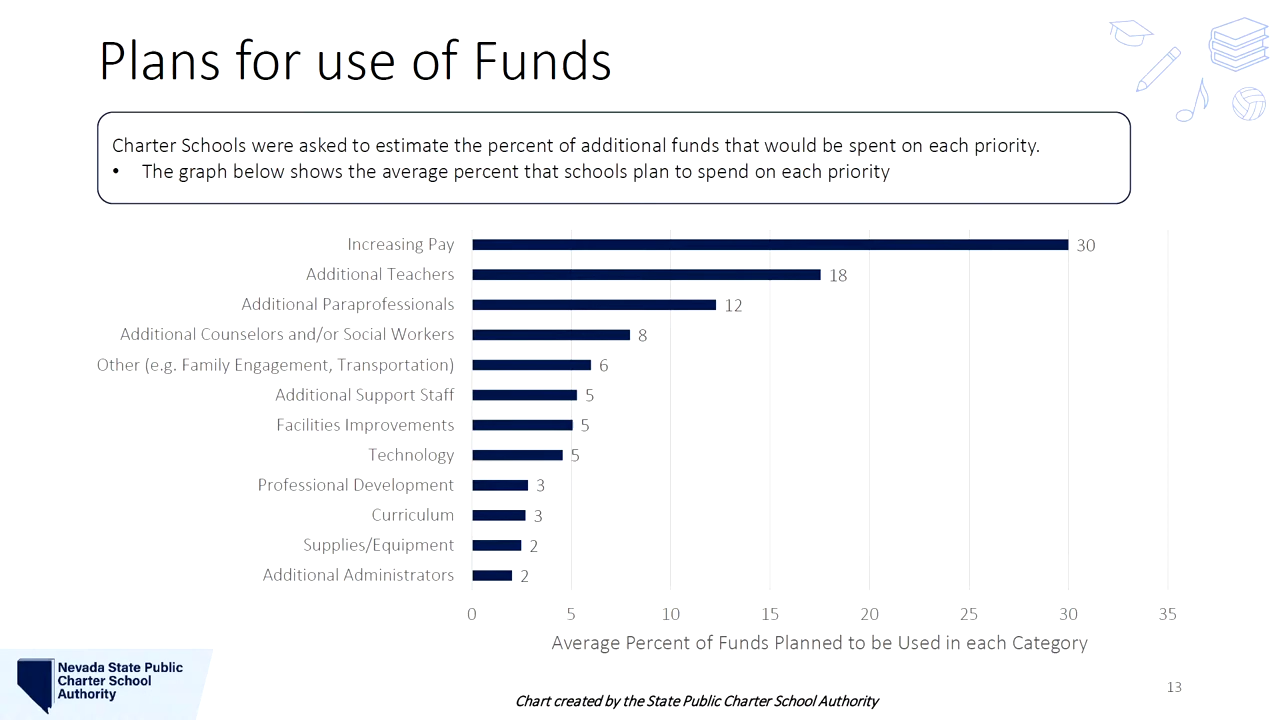 Plans for use of Funds
Charter Schools were asked to estimate the percent of additional funds that would be spent on each priority.
• The graph below shows the average percent that schools plan to spend on each priority
Increasing Pay 30
Additional Teachers 18
Additional Paraprofessionals 12
Additional Counselors and/or Social Workers 8
Other (e.g. Family Engagement, Transportation) 6
Additional Support Staff 5
Facilities Improvements 5
Technology 5
Professional Development 3
Curriculum 3
Supplies/Equipment 2
Additional Administrators 2
0 5 10 15 20 25 30 35
Average Percent of Funds Planned to be Used in each Category
Nevada State Public
Charter School
Authority
Chart created by the State Public Charter School Authority
13